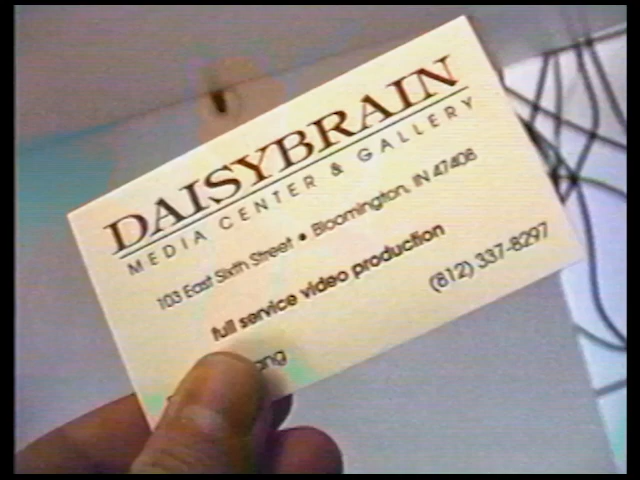 DAISYBRAIN
MEDIA CENTER & GALLERY
103 East Sixth Street • Bloomington, IN 47408
full service video production
(812) 337-8297